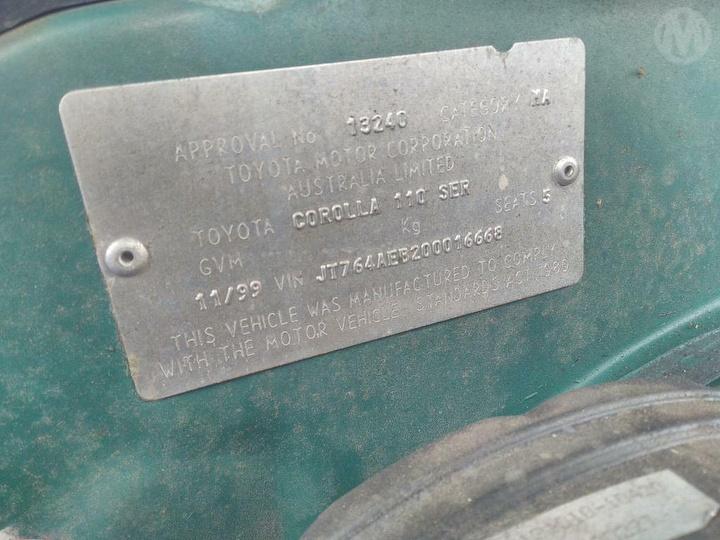 APPROVAL No 13240 CATEGORY MA
TOYOTA MOTOR CORPORATION
AUSTRALIA LIMITED
TOYOTA COROLLA 110 SER SEATS 5
GVM Kg
11/99 VIN JT764AEB200016668
THIS VEHICLE WAS MANUFACTURED TO COMPLY
WITH THE MOTOR VEHICLE STANDARDS ACT 1989
M